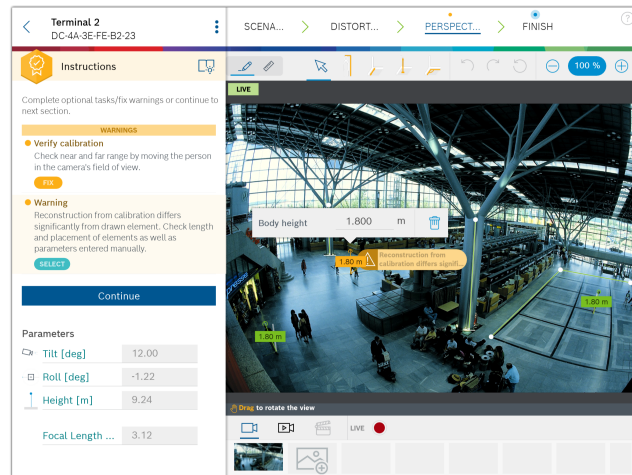 Terminal 2
DC-4A-3E-FE-B2-23
SCENA...
DISTORT...
PERSPECT...
FINISH
Instructions
100 %
LIVE
Complete optional tasks/fix warnings or continue to
next section.
WARNINGS
Verify calibration
Check near and far range by moving the person
in the camera's field of view.
FIX
Warning
Reconstruction from calibration differs
significantly from drawn element. Check length
and placement of elements as well as
parameters entered manually.
SELECT
Continue
Parameters
Tilt [deg] 12.00
Roll [deg] -1.22
Height [m] 9.24
Focal Length ... 3.12
Body height 1.800 m
1.80 m
Reconstruction from
calibration differs signifi...
1.80 m
1.80 m
Drag to rotate the view
LIVE